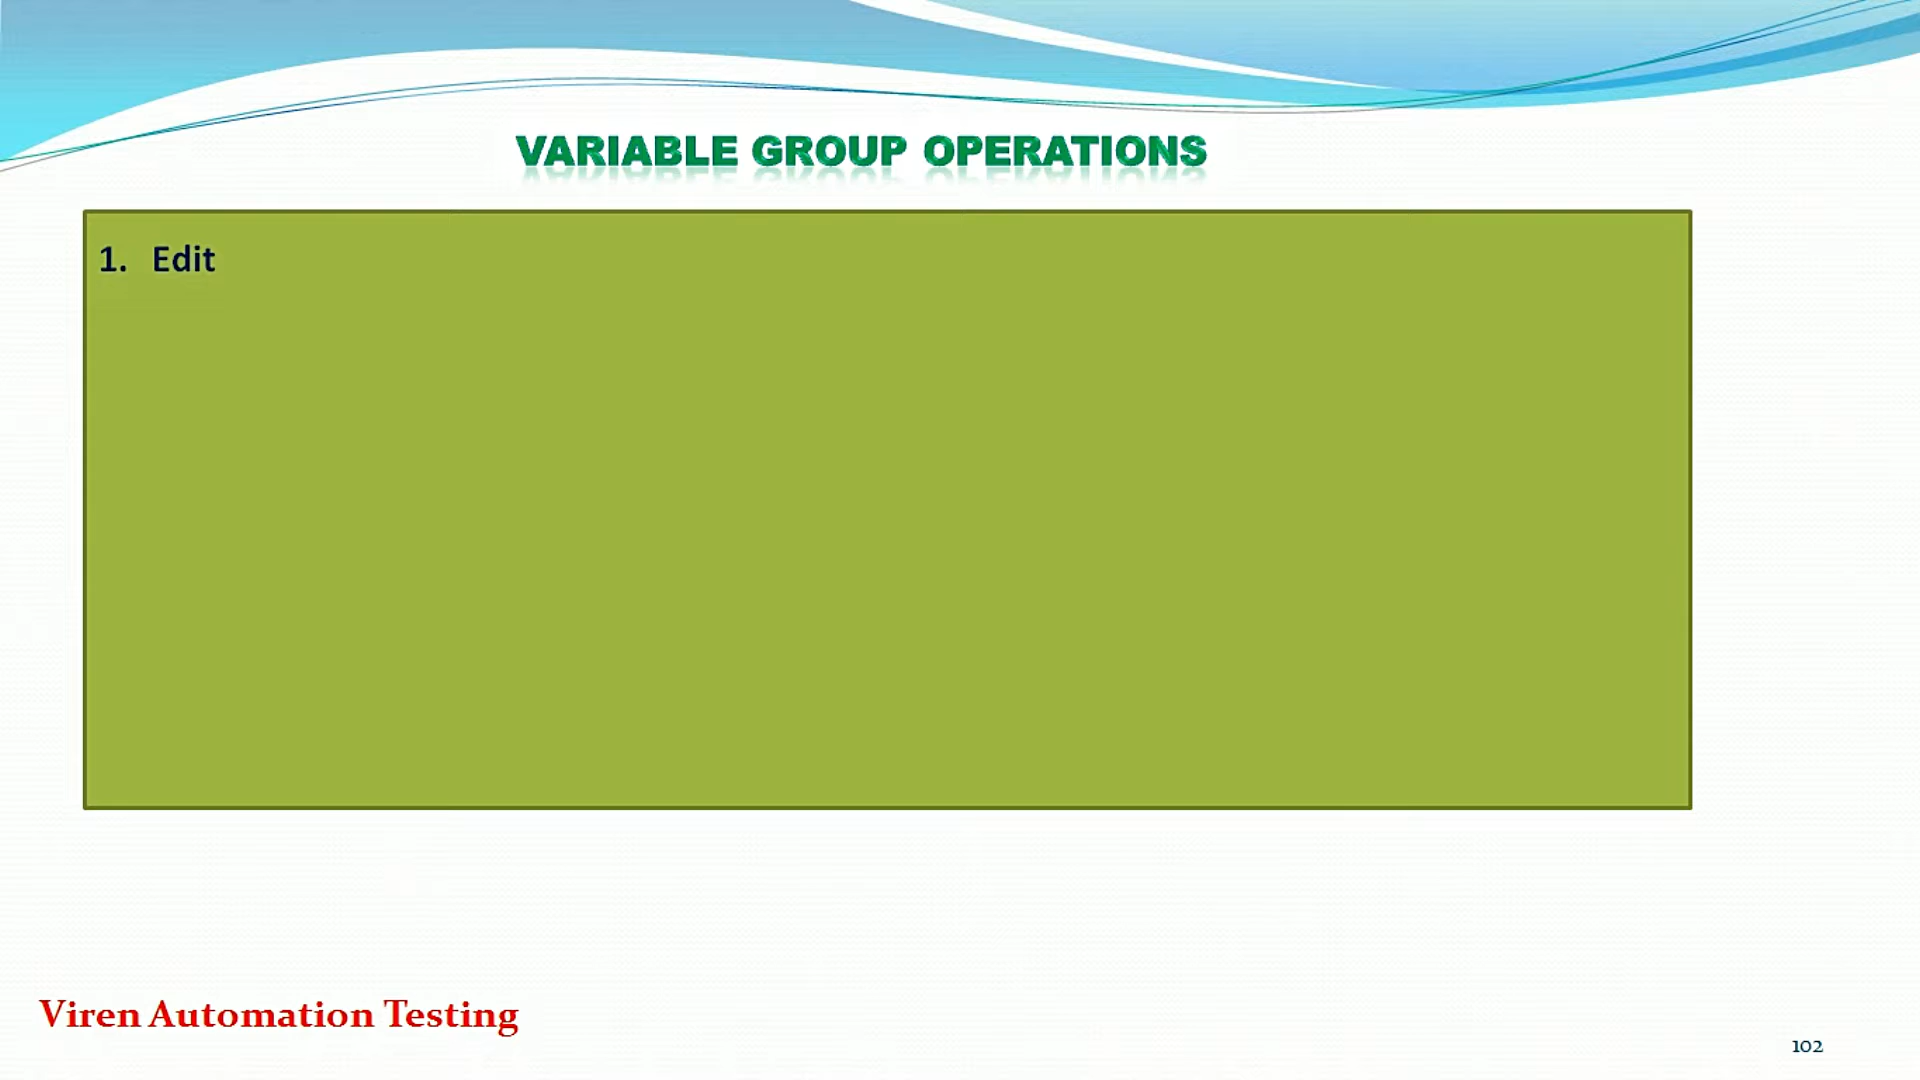 VARIABLE GROUP OPERATIONS
1. Edit
Viren Automation Testing
102